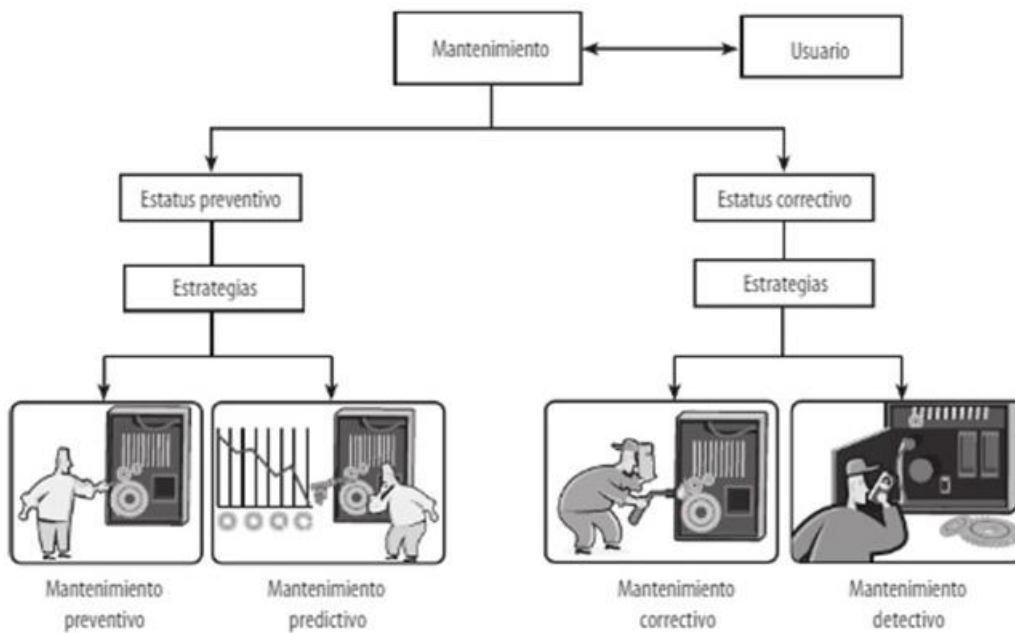 Mantenimiento
Usuario
Estatus preventivo
Estatus correctivo
Estrategias
Estrategias
Mantenimiento
preventivo
Mantenimiento
predictivo
Mantenimiento
correctivo
Mantenimiento
detectivo